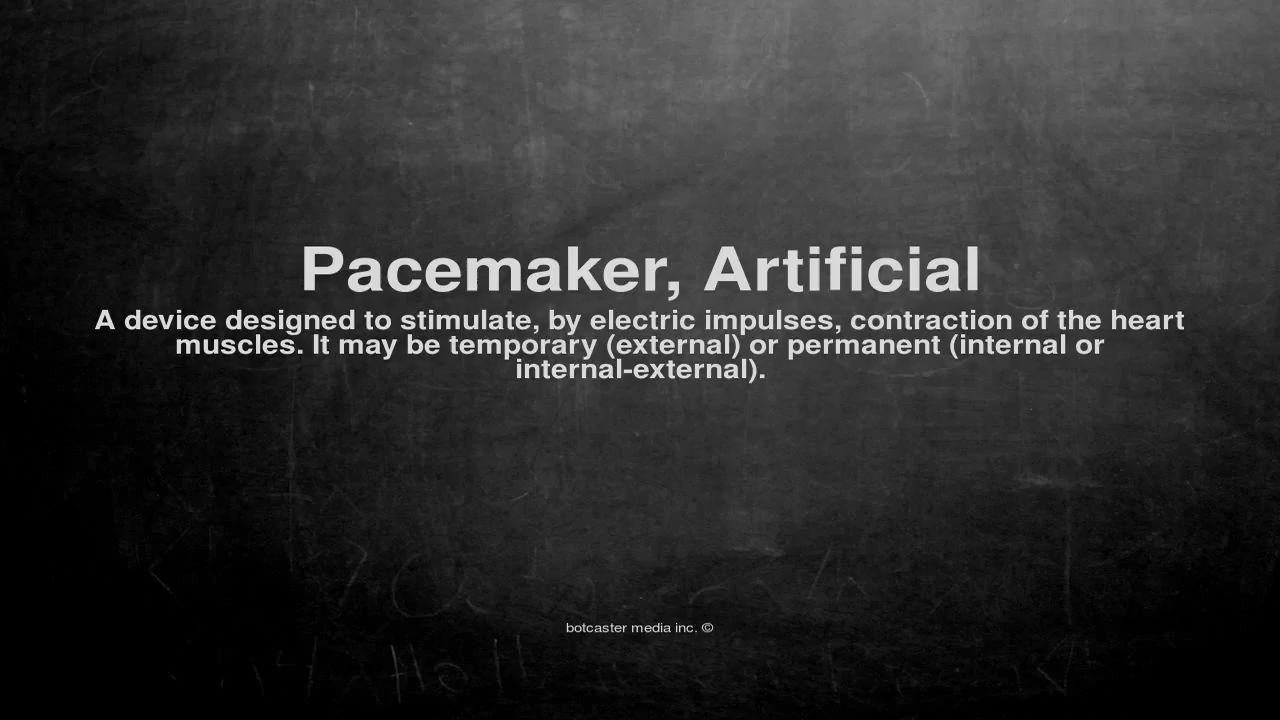 Pacemaker, Artificial
A device designed to stimulate, by electric impulses, contraction of the heart
muscles. It may be temporary (external) or permanent (internal or
internal-external).
botcaster media inc. ©